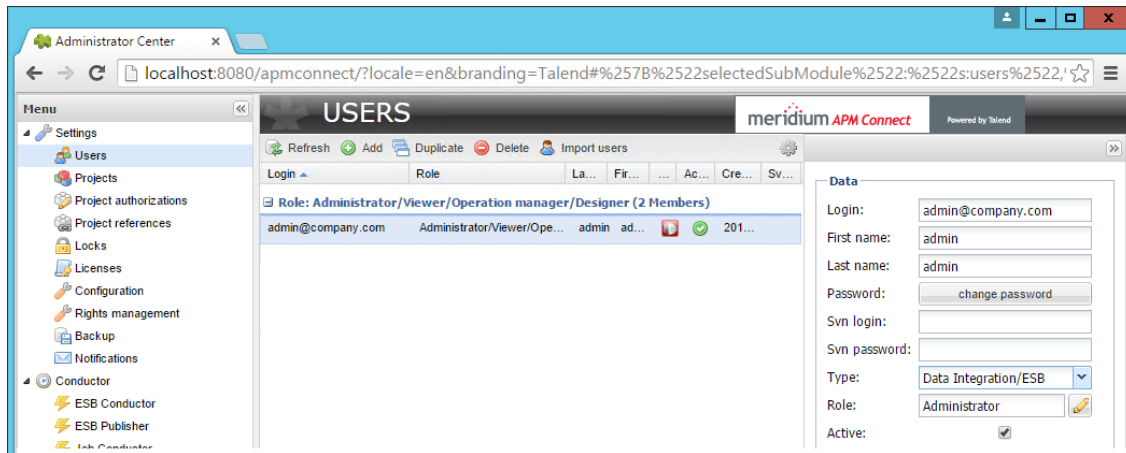 Administrator Center
localhost:8080/apmconnect/?locale=en&branding=Talend#%257B%2522selectedSubModule%2522:%2522s:users%2522,'
Menu
USERS
meridium APM Connect
Powered by Talend
Settings
Users
Projects
Project authorizations
Project references
Locks
Licenses
Configuration
Rights management
Backup
Notifications
Conductor
ESB Conductor
ESB Publisher
Job Conductor
Refresh Add Duplicate Delete Import users
Login Role La... Fir... ... Ac... Cre... Sv...
Role: Administrator/Viewer/Operation manager/Designer (2 Members)
admin@company.com Administrator/Viewer/Ope... admin ad... 201...
Data
Login: admin@company.com
First name: admin
Last name: admin
Password: change password
Svn login:
Svn password:
Type: Data Integration/ESB
Role: Administrator
Active: